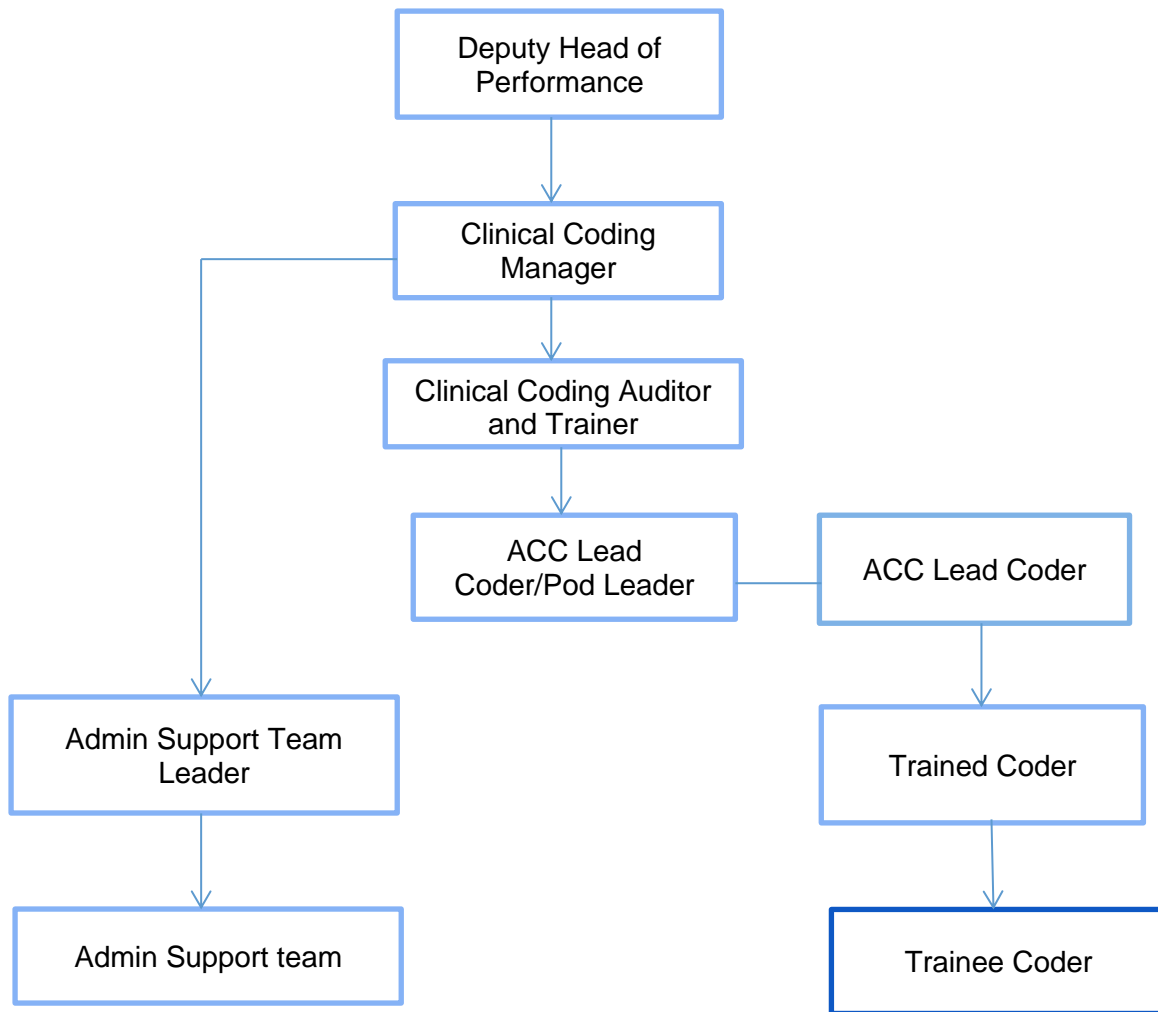 Deputy Head of
Performance
Clinical Coding
Manager
Clinical Coding Auditor
and Trainer
ACC Lead
Coder/Pod Leader
ACC Lead Coder
Admin Support Team
Leader
Trained Coder
Admin Support team
Trainee Coder